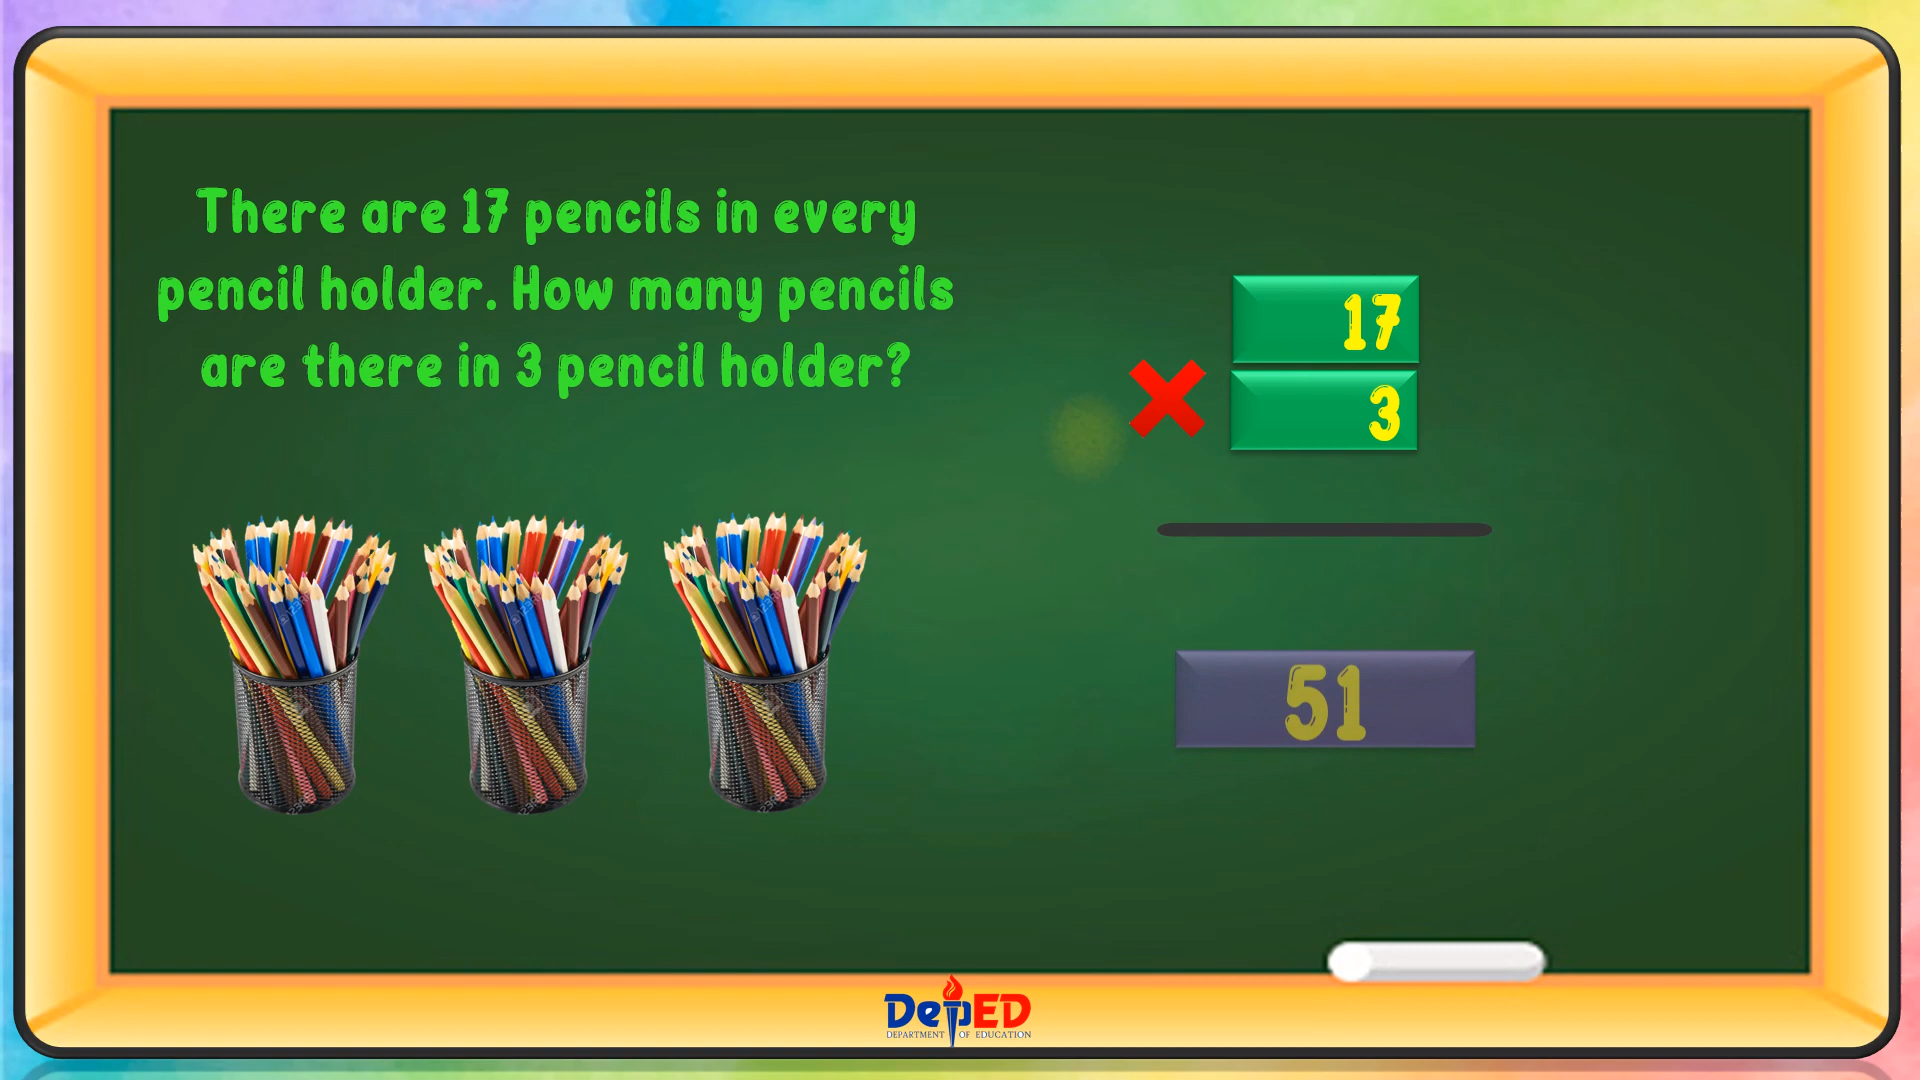 There are 17 pencils in every
pencil holder. How many pencils
are there in 3 pencil holder?
17
3
51
DepED
DEPARTMENT OF EDUCATION